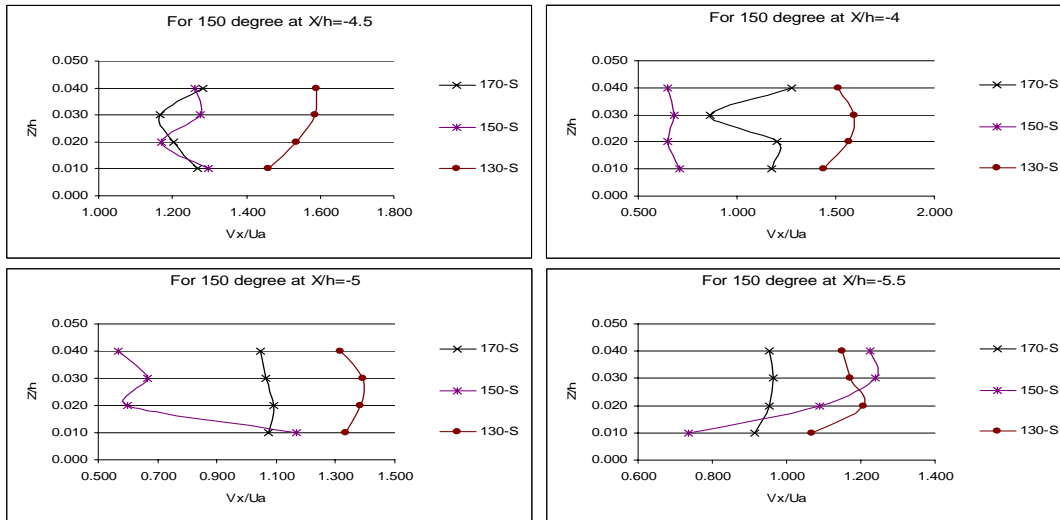 For 150 degree at X/h=-4.5
0.050
0.040
0.030
0.020
0.010
0.000
Z/h
1.000 1.200 1.400 1.600 1.800
Vx/Ua
170-S
150-S
130-S
For 150 degree at X/h=-4
0.050
0.040
0.030
0.020
0.010
0.000
Z/h
0.500 1.000 1.500 2.000
Vx/Ua
170-S
150-S
130-S
For 150 degree at X/h=-5
0.050
0.040
0.030
0.020
0.010
0.000
Z/h
0.500 0.700 0.900 1.100 1.300 1.500
Vx/Ua
170-S
150-S
130-S
For 150 degree at X/h=-5.5
0.050
0.040
0.030
0.020
0.010
0.000
Z/h
0.600 0.800 1.000 1.200 1.400
Vx/Ua
170-S
150-S
130-S